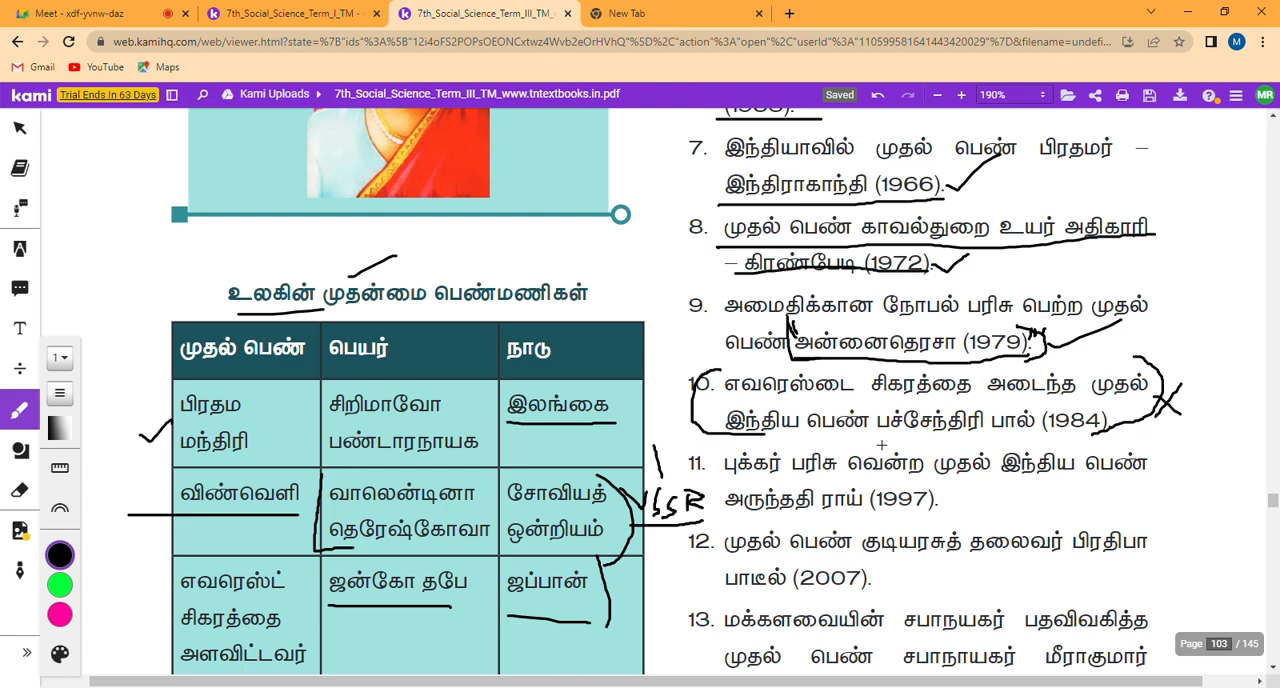 Meet - xdf-yvnw-daz
7th_Social_Science_Term_I_TM -
7th_Social_Science_Term_III_TM_
New Tab
web.kamihq.com/web/viewer.html?state=%7B"ids"%3A%5B"12i4oFS2POPsOEONCxtwz4Wvb2eOrHVhQ"%5D%2C"action"%3A"open"%2C"userId"%3A"110599581641443420029"%7D&filename=undefi...
Gmail
YouTube
Maps
kami
Trial Ends In 63 Days
Kami Uploads
7th_Social_Science_Term_III_TM_www.tntextbooks.in.pdf
Saved
190%
MR
M
1
உலகின் முதன்மை பெண்மணிகள்
முதல் பெண் பெயர் நாடு
பிரதம மந்திரி சிறிமாவோ பண்டாரநாயக இலங்கை
விண்வெளி வாலென்டினா தெரேஷ்கோவா சோவியத் ஒன்றியம்
USSR
எவரெஸ்ட் சிகரத்தை அளவிட்டவர் ஜன்கோ தபே ஜப்பான்
7. இந்தியாவில் முதல் பெண் பிரதமர் –
இந்திராகாந்தி (1966).
8. முதல் பெண் காவல்துறை உயர் அதிகாரி
– கிரண்பேடி (1972).
9. அமைதிக்கான நோபல் பரிசு பெற்ற முதல்
பெண் அன்னைதெரசா (1979).
10. எவரெஸ்டை சிகரத்தை அடைந்த முதல்
இந்திய பெண் பச்சேந்திரி பால் (1984)
11. புக்கர் பரிசு வென்ற முதல் இந்திய பெண்
அருந்ததி ராய் (1997).
12. முதல் பெண் குடியரசுத் தலைவர் பிரதிபா
பாடீல் (2007).
13. மக்களவையின் சபாநயகர் பதவிவகித்த
முதல் பெண் சபாநாயகர் மீராகுமார்
Page 103 / 145